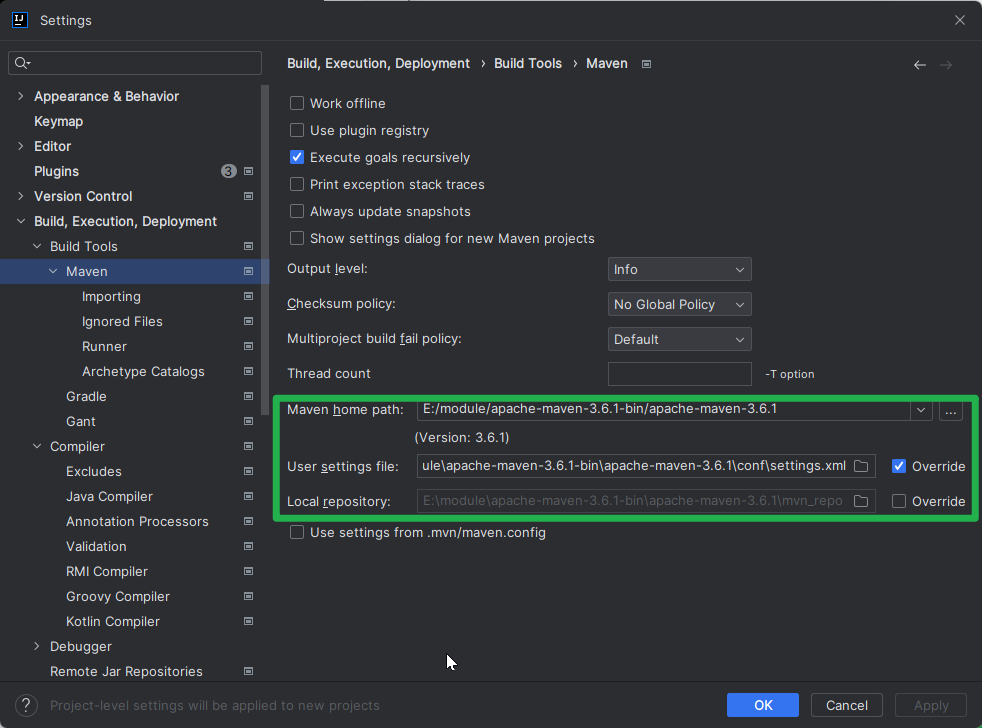 Settings
Appearance & Behavior
Keymap
Editor
Plugins 3
Version Control
Build, Execution, Deployment
Build Tools
Maven
Importing
Ignored Files
Runner
Archetype Catalogs
Gradle
Gant
Compiler
Excludes
Java Compiler
Annotation Processors
Validation
RMI Compiler
Groovy Compiler
Kotlin Compiler
Debugger
Remote Jar Repositories
Build, Execution, Deployment › Build Tools › Maven
Work offline
Use plugin registry
Execute goals recursively
Print exception stack traces
Always update snapshots
Show settings dialog for new Maven projects
Output level: Info
Checksum policy: No Global Policy
Multiproject build fail policy: Default
Thread count -T option
Maven home path: E:/module/apache-maven-3.6.1-bin/apache-maven-3.6.1 ...
(Version: 3.6.1)
User settings file: ule\apache-maven-3.6.1-bin\apache-maven-3.6.1\conf\settings.xml Override
Local repository: E:\module\apache-maven-3.6.1-bin\apache-maven-3.6.1\mvn_repo Override
Use settings from .mvn/maven.config
? Project-level settings will be applied to new projects
OK Cancel Apply